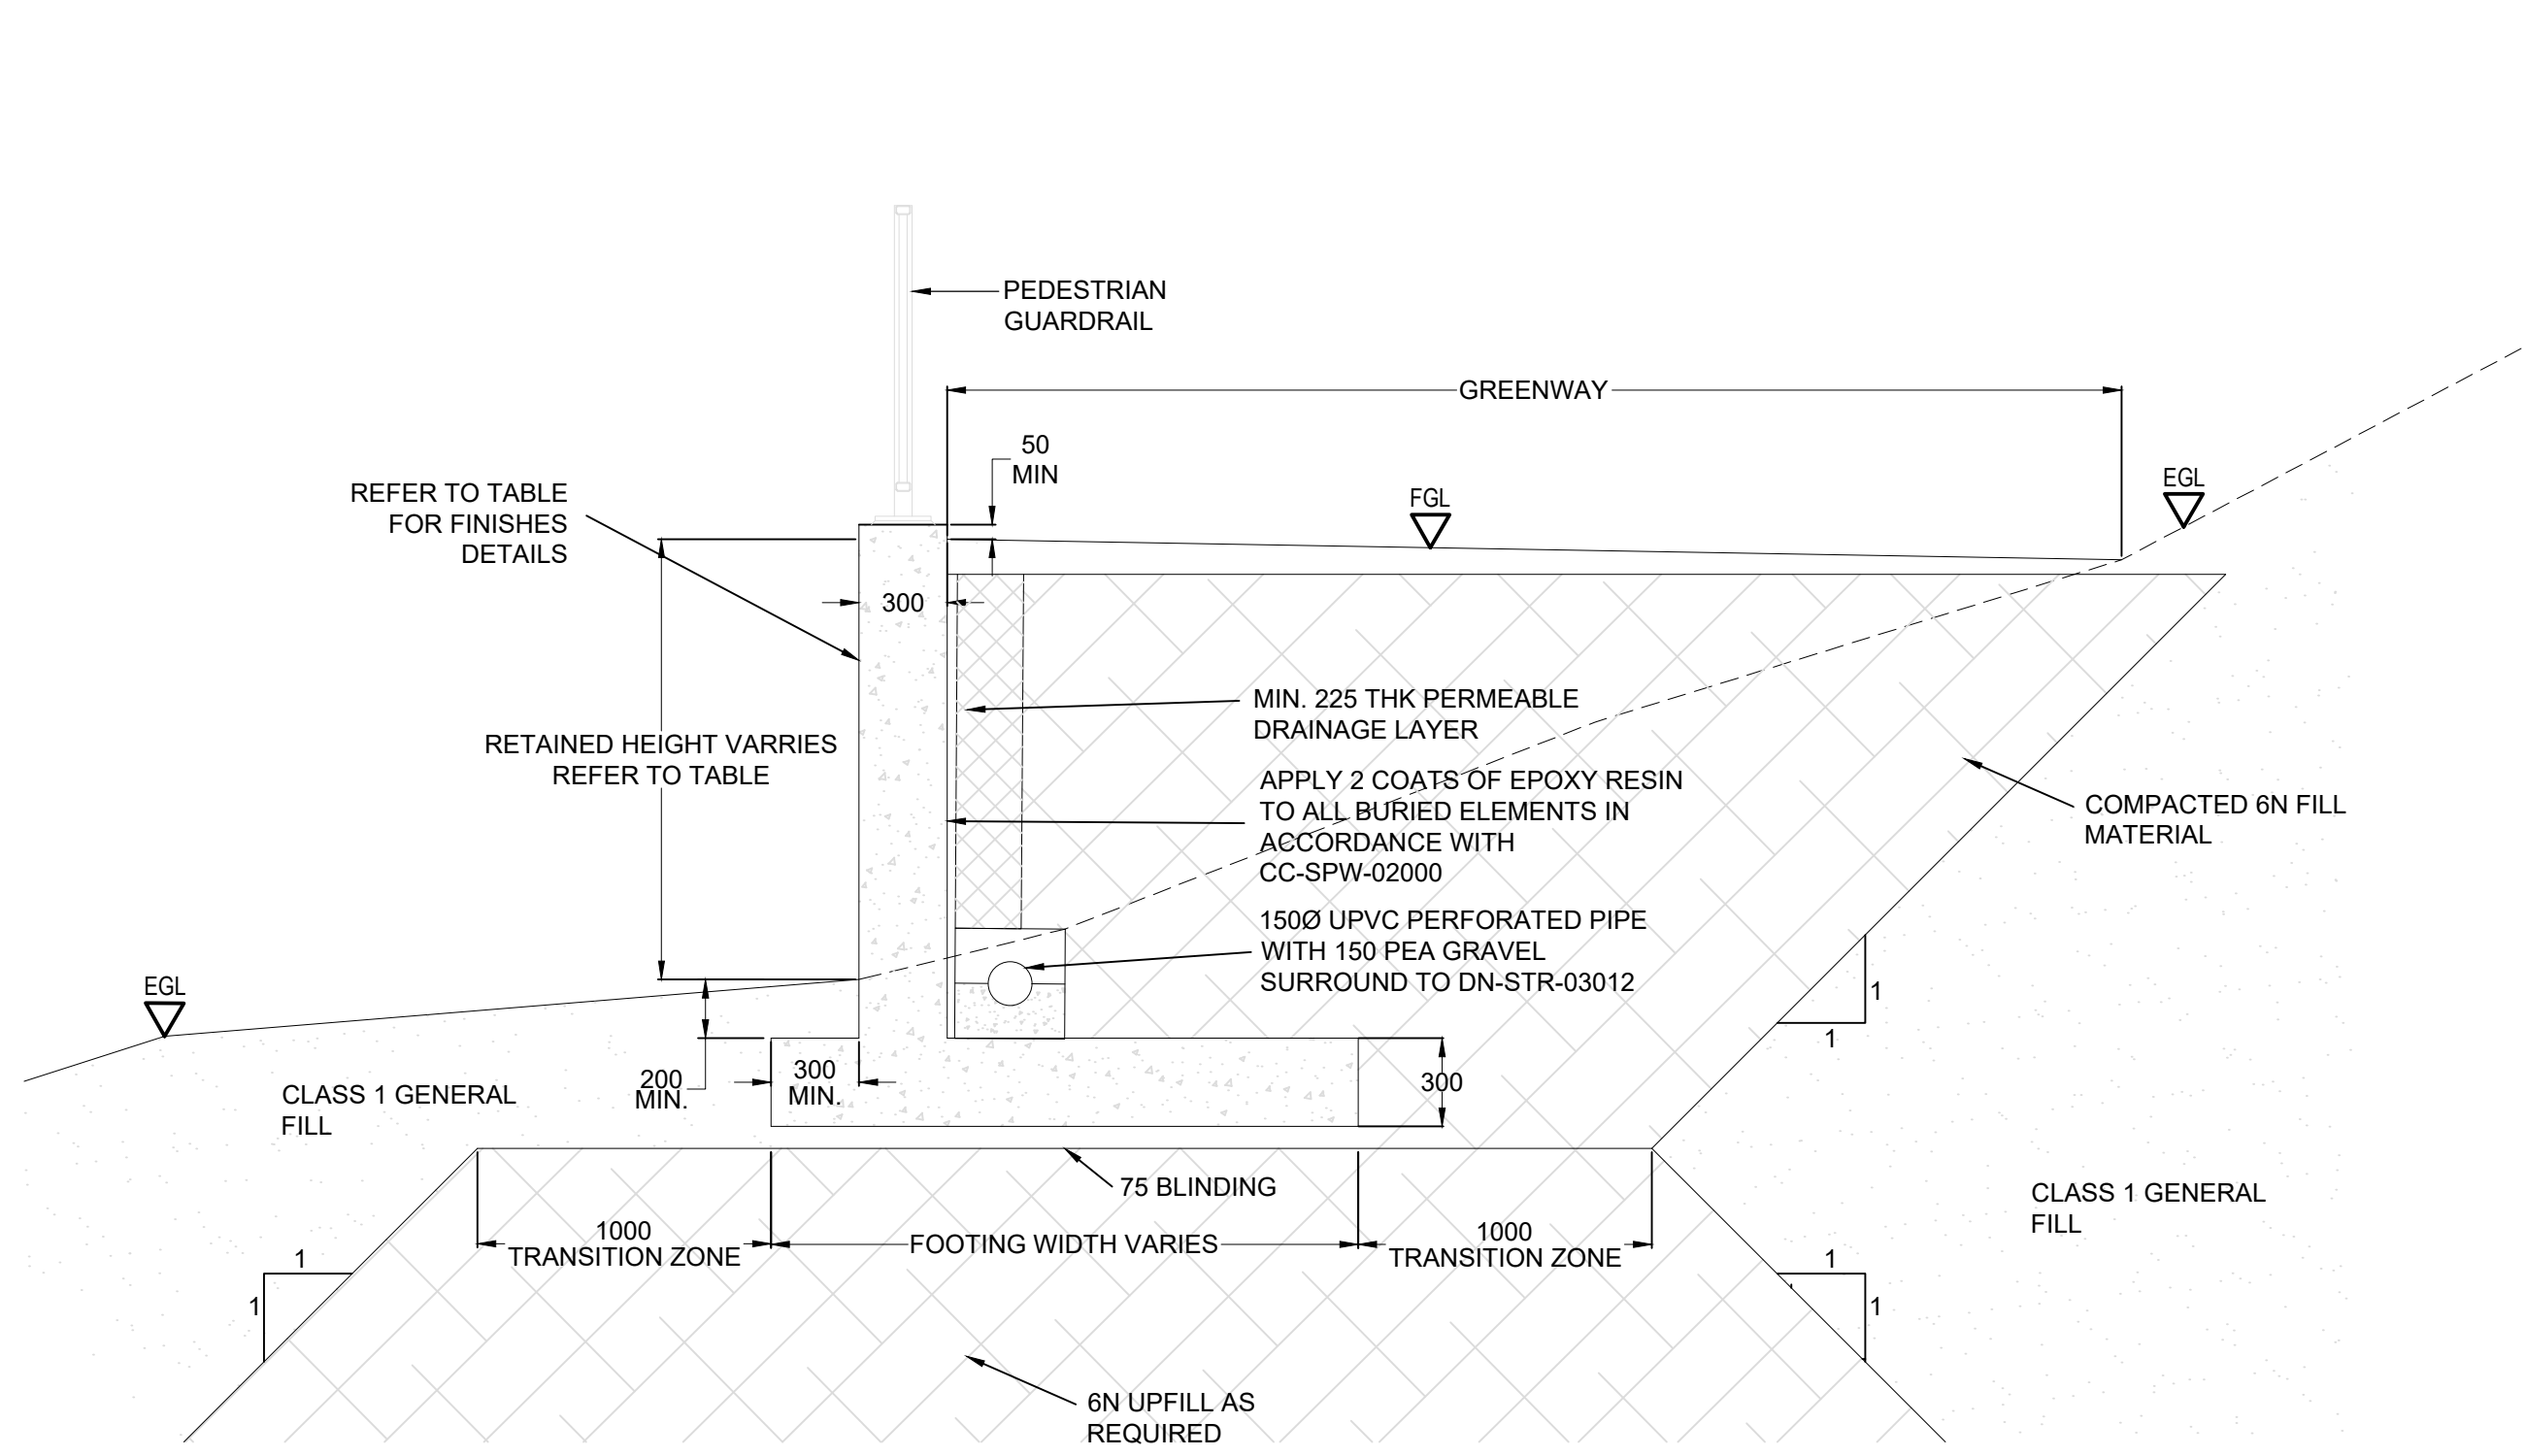 PEDESTRIAN
GUARDRAIL
GREENWAY
50
MIN
EGL
REFER TO TABLE
FOR FINISHES
DETAILS
FGL
300
MIN. 225 THK PERMEABLE
DRAINAGE LAYER
RETAINED HEIGHT VARRIES
REFER TO TABLE
APPLY 2 COATS OF EPOXY RESIN
TO ALL BURIED ELEMENTS IN
ACCORDANCE WITH
CC-SPW-02000
COMPACTED 6N FILL
MATERIAL
150Ø UPVC PERFORATED PIPE
WITH 150 PEA GRAVEL
SURROUND TO DN-STR-03012
EGL
1
1
200
MIN.
300
MIN.
300
CLASS 1 GENERAL
FILL
75 BLINDING
CLASS 1 GENERAL
FILL
1000
TRANSITION ZONE
FOOTING WIDTH VARIES
1000
TRANSITION ZONE
1
1
1
1
6N UPFILL AS
REQUIRED